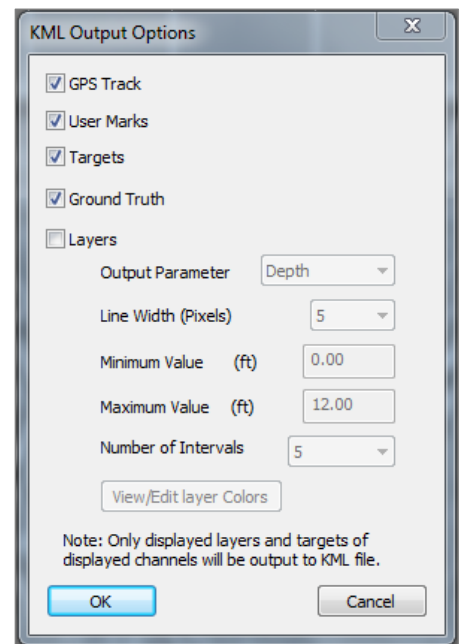 KML Output Options
GPS Track
User Marks
Targets
Ground Truth
Layers
Output Parameter Depth
Line Width (Pixels) 5
Minimum Value (ft) 0.00
Maximum Value (ft) 12.00
Number of Intervals 5
View/Edit layer Colors
Note: Only displayed layers and targets of
displayed channels will be output to KML file.
OK Cancel